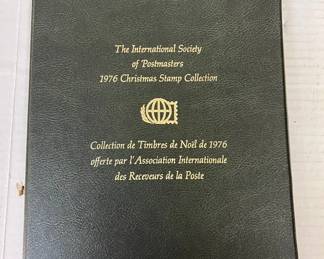 The International Society
of Postmasters
1976 Christmas Stamp Collection
Collection de Timbres de Noël de 1976
offerte par l'Association Internationale
des Receveurs de la Poste